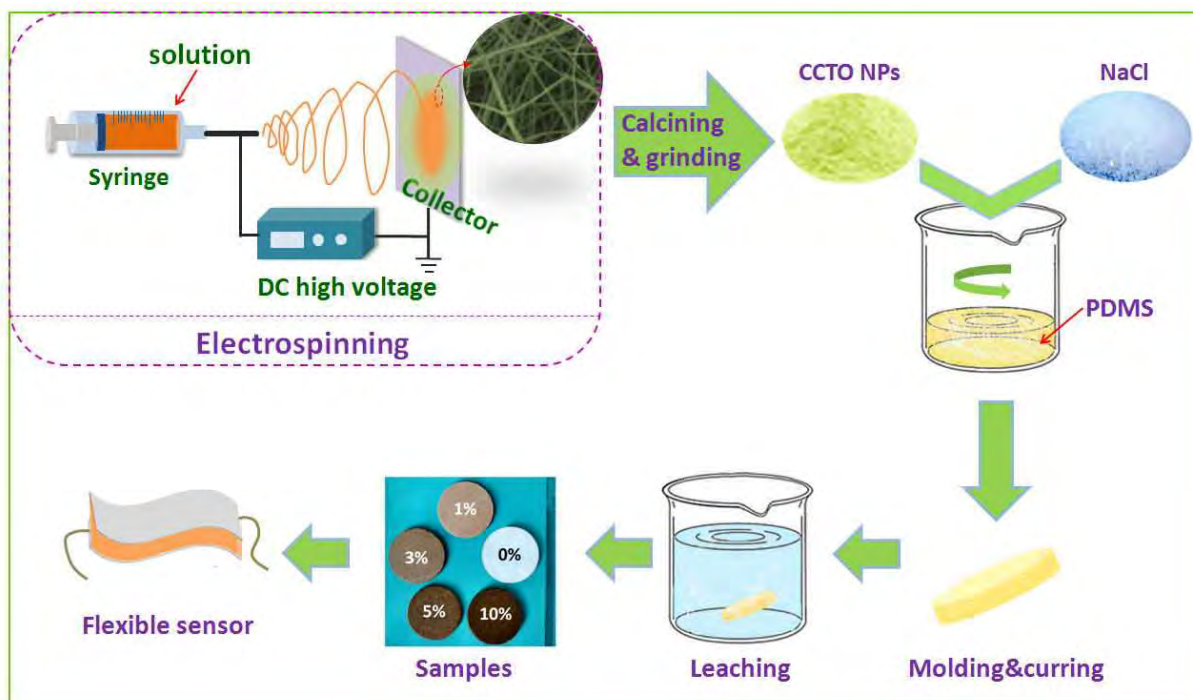 solution
Syringe
Collector
DC high voltage
Electrospinning
Calcining
& grinding
CCTO NPs
NaCl
PDMS
Molding&curring
Leaching
1%
0%
3%
5%
10%
Samples
Flexible sensor